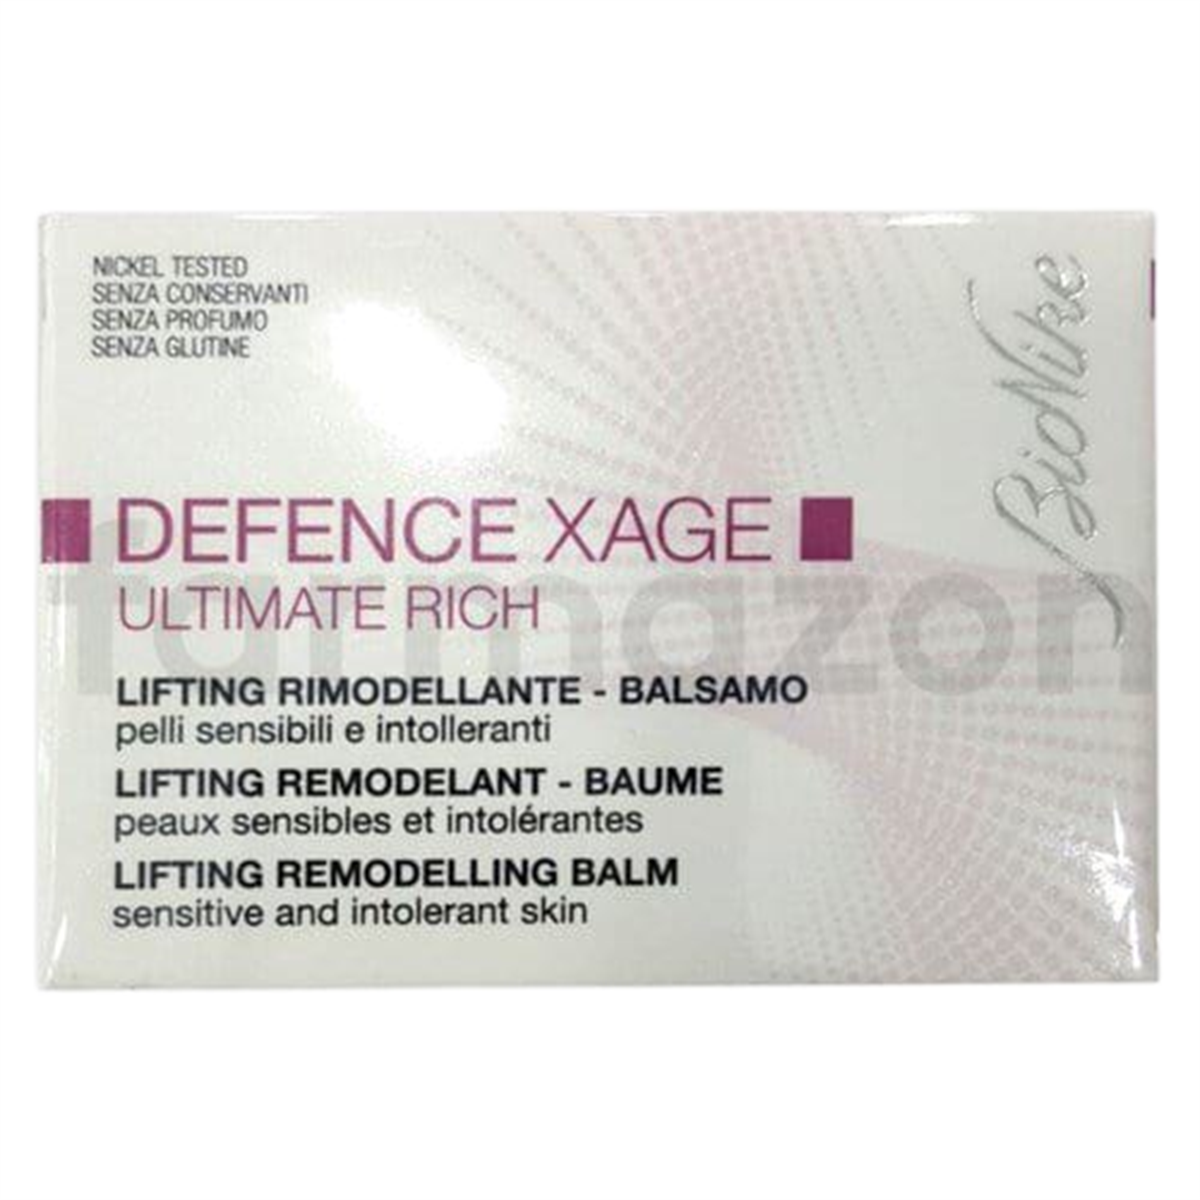 NICKEL TESTED
SENZA CONSERVANTI
SENZA PROFUMO
SENZA GLUTINE
BioNike
DEFENCE XAGE
ULTIMATE RICH
farmazon
LIFTING RIMODELLANTE - BALSAMO
pelli sensibili e intolleranti
LIFTING REMODELANT - BAUME
peaux sensibles et intolérantes
LIFTING REMODELLING BALM
sensitive and intolerant skin